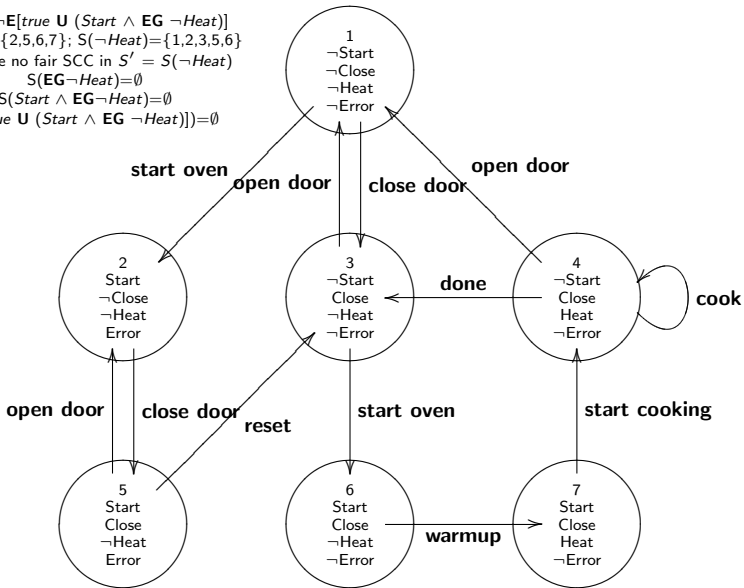 ¬E[true U (Start ∧ EG ¬Heat)]
{2,5,6,7}; S(¬Heat)={1,2,3,5,6}
no fair SCC in S′ = S(¬Heat)
S(EG¬Heat)=∅
S(Start ∧ EG¬Heat)=∅
U (Start ∧ EG ¬Heat)])=∅
1
¬Start
¬Close
¬Heat
¬Error
start oven
open door
close door
open door
2
Start
¬Close
¬Heat
Error
3
¬Start
Close
¬Heat
¬Error
done
4
¬Start
Close
Heat
¬Error
cook
open door
close door
reset
start oven
start cooking
5
Start
Close
¬Heat
Error
6
Start
Close
¬Heat
¬Error
warmup
7
Start
Close
Heat
¬Error